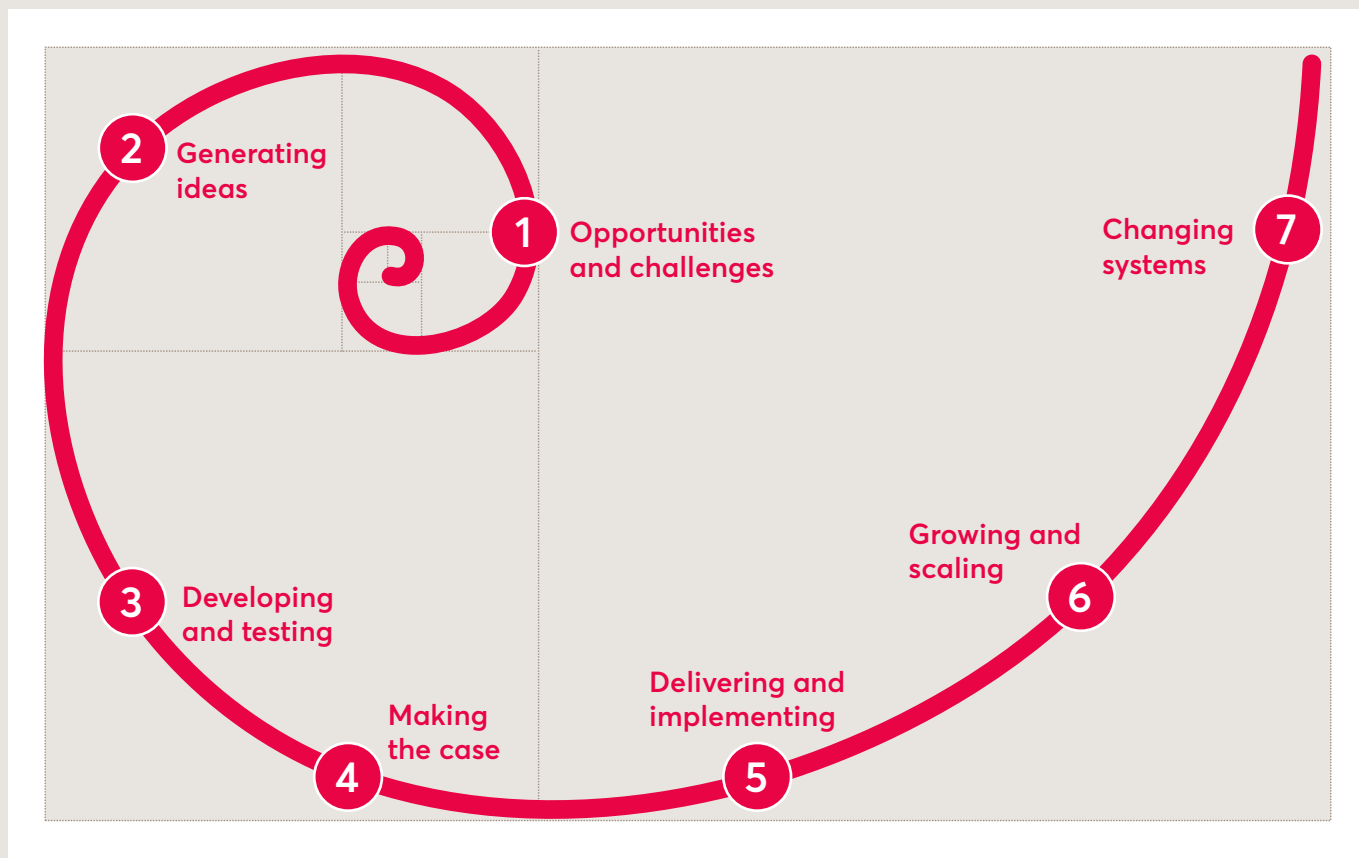 1
Opportunities
and challenges
2
Generating
ideas
3
Developing
and testing
4
Making
the case
5
Delivering and
implementing
6
Growing and
scaling
7
Changing
systems